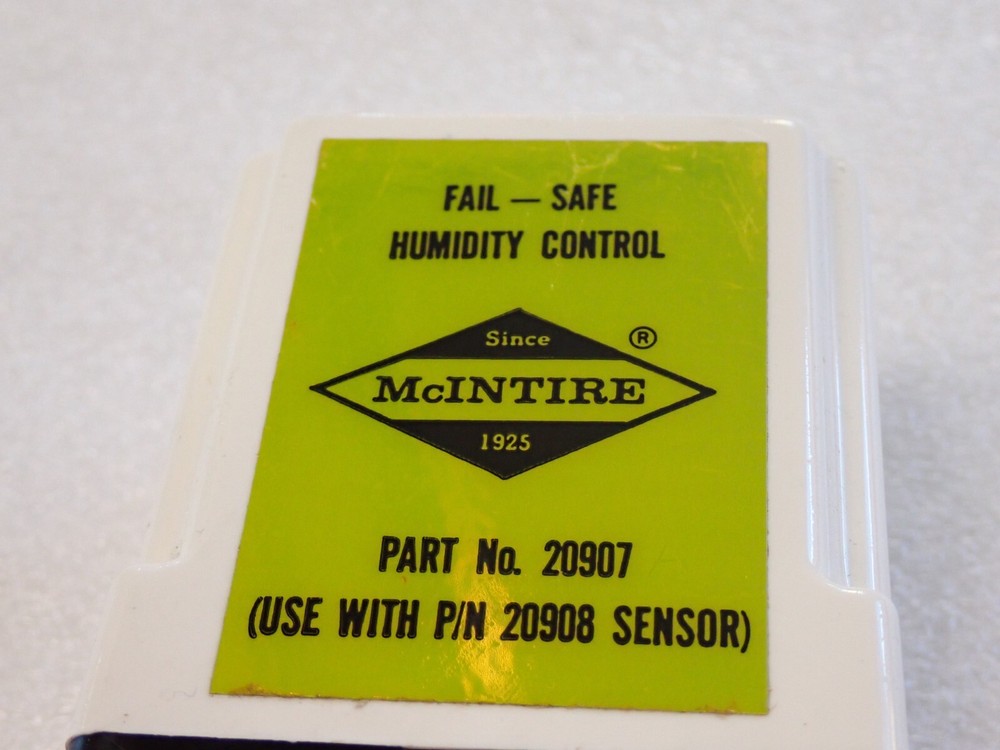 FAIL — SAFE
HUMIDITY CONTROL
Since
®
McINTIRE
1925
PART No. 20907
(USE WITH P/N 20908 SENSOR)